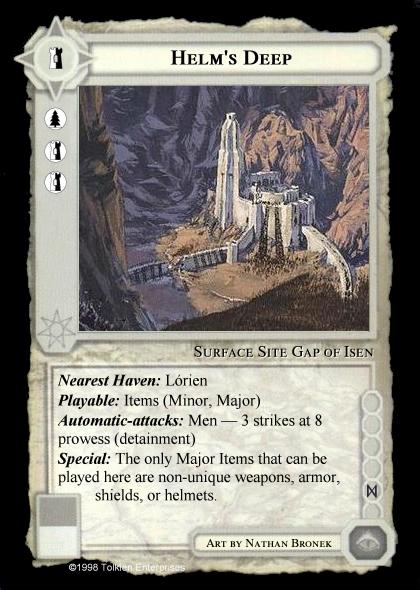 HELM'S DEEP
SURFACE SITE GAP OF ISEN
Nearest Haven: Lórien
Playable: Items (Minor, Major)
Automatic-attacks: Men — 3 strikes at 8
prowess (detainment)
Special: The only Major Items that can be
played here are non-unique weapons, armor,
shields, or helmets.
ART BY NATHAN BRONEK
©1998 Tolkien Enterprises